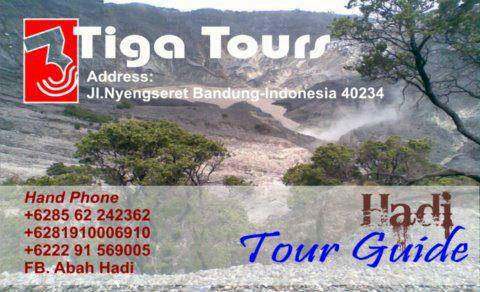 3 Tiga Tours
Address:
Jl.Nyengseret Bandung-Indonesia 40234
Hand Phone
+6285 62 242362
+6281910006910
+6222 91 569005
FB. Abah Hadi
Hadi
Tour Guide